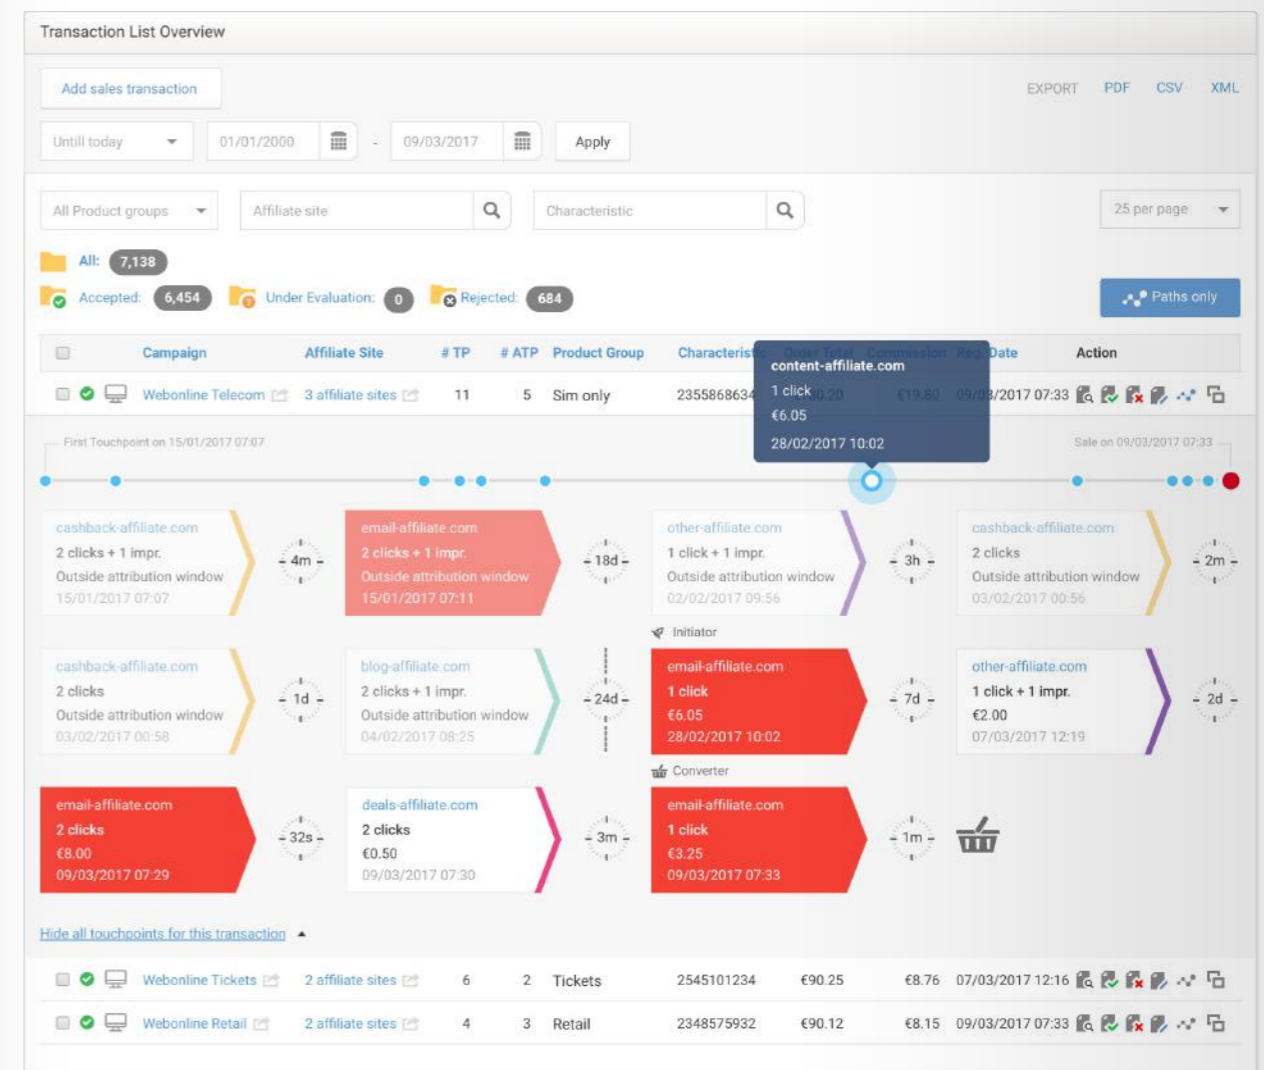 Transaction List Overview
Add sales transaction
EXPORT PDF CSV XML
Untill today 01/01/2000 - 09/03/2017 Apply
All Product groups Affiliate site Characteristic 25 per page
All: 7,138
Accepted: 6,454 Under Evaluation: 0 Rejected: 684 Paths only
Campaign Affiliate Site # TP # ATP Product Group Characteristic Order Total Commission Reg. Date Action
content-affiliate.com
1 click
€6.05
28/02/2017 10:02
Webonline Telecom 3 affiliate sites 11 5 Sim only 2355868634 €19.80 09/03/2017 07:33
First Touchpoint on 15/01/2017 07:07 Sale on 09/03/2017 07:33
cashback-affiliate.com email-affiliate.com other-affiliate.com cashback-affiliate.com
2 clicks + 1 impr. 4m 2 clicks + 1 impr. 18d 1 click + 1 impr. 3h 2 clicks 2m
Outside attribution window Outside attribution window Outside attribution window Outside attribution window
15/01/2017 07:07 15/01/2017 07:11 02/02/2017 09:56 03/02/2017 00:56
Initiator
cashback-affiliate.com blog-affiliate.com email-affiliate.com other-affiliate.com
2 clicks 1d 2 clicks + 1 impr. 24d 1 click 7d 1 click + 1 impr. 2d
Outside attribution window Outside attribution window €6.05 €2.00
03/02/2017 00:58 04/02/2017 08:25 28/02/2017 10:02 07/03/2017 12:19
Converter
email-affiliate.com deals-affiliate.com email-affiliate.com
2 clicks 32s 2 clicks 3m 1 click 1m
€8.00 €0.50 €3.25
09/03/2017 07:29 09/03/2017 07:30 09/03/2017 07:33
Hide all touchpoints for this transaction
Webonline Tickets 2 affiliate sites 6 2 Tickets 2545101234 €90.25 €8.76 07/03/2017 12:16
Webonline Retail 2 affiliate sites 4 3 Retail 2348575932 €90.12 €8.15 09/03/2017 07:33